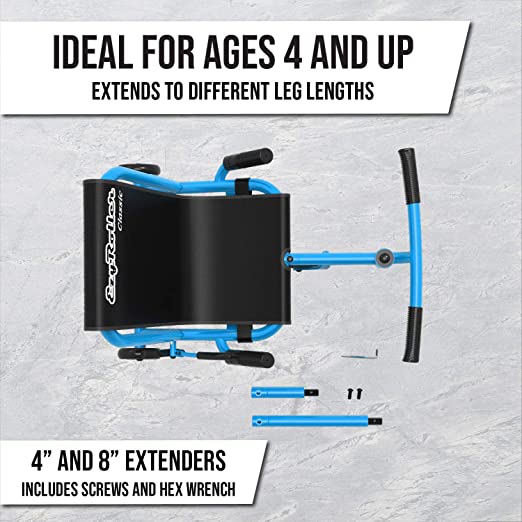 IDEAL FOR AGES 4 AND UP
EXTENDS TO DIFFERENT LEG LENGTHS
EzyRoller
Classic
4” AND 8” EXTENDERS
INCLUDES SCREWS AND HEX WRENCH